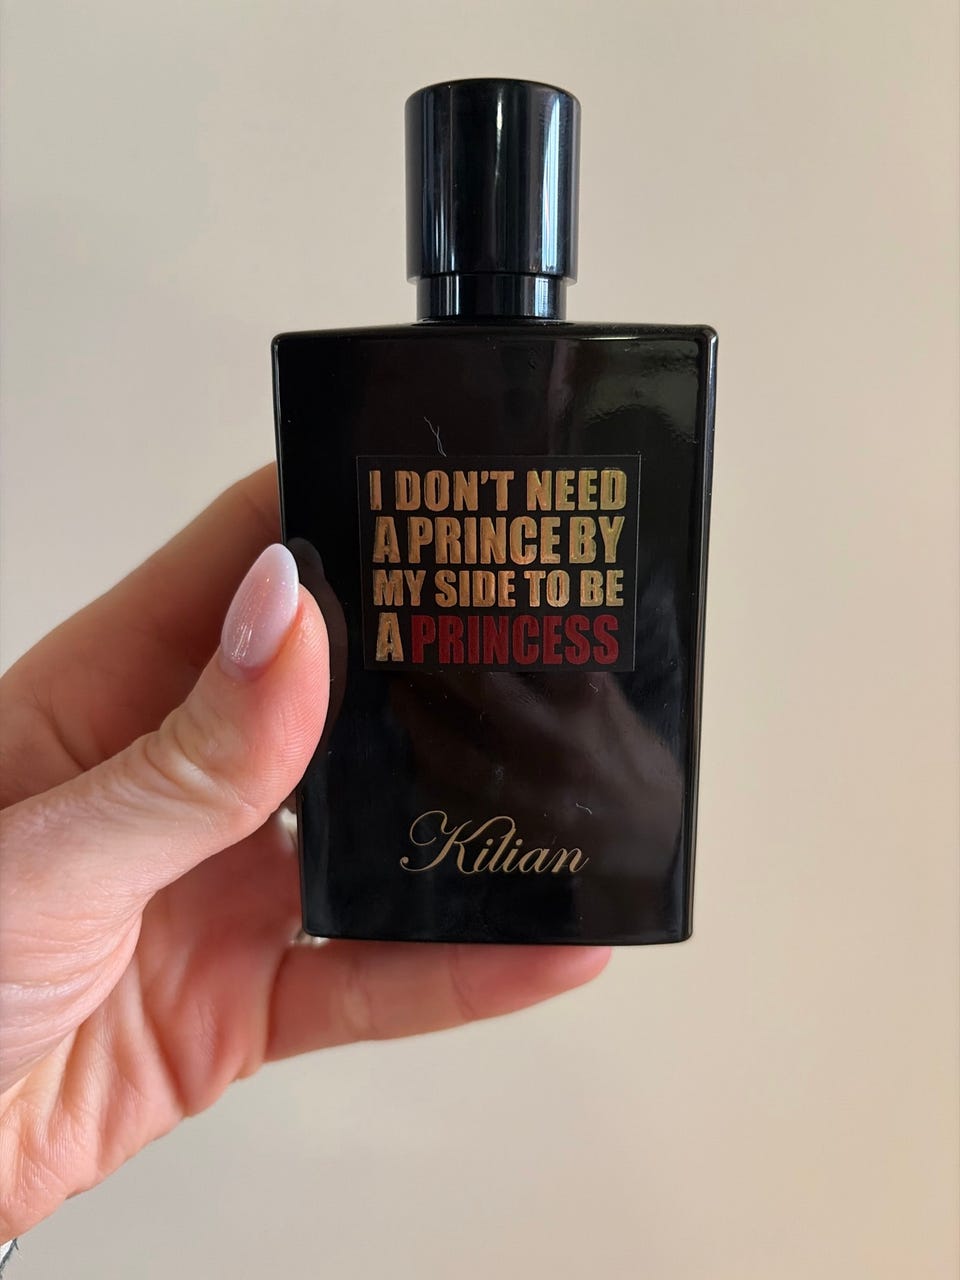 I DON'T NEED
A PRINCE BY
MY SIDE TO BE
A PRINCESS
Kilian